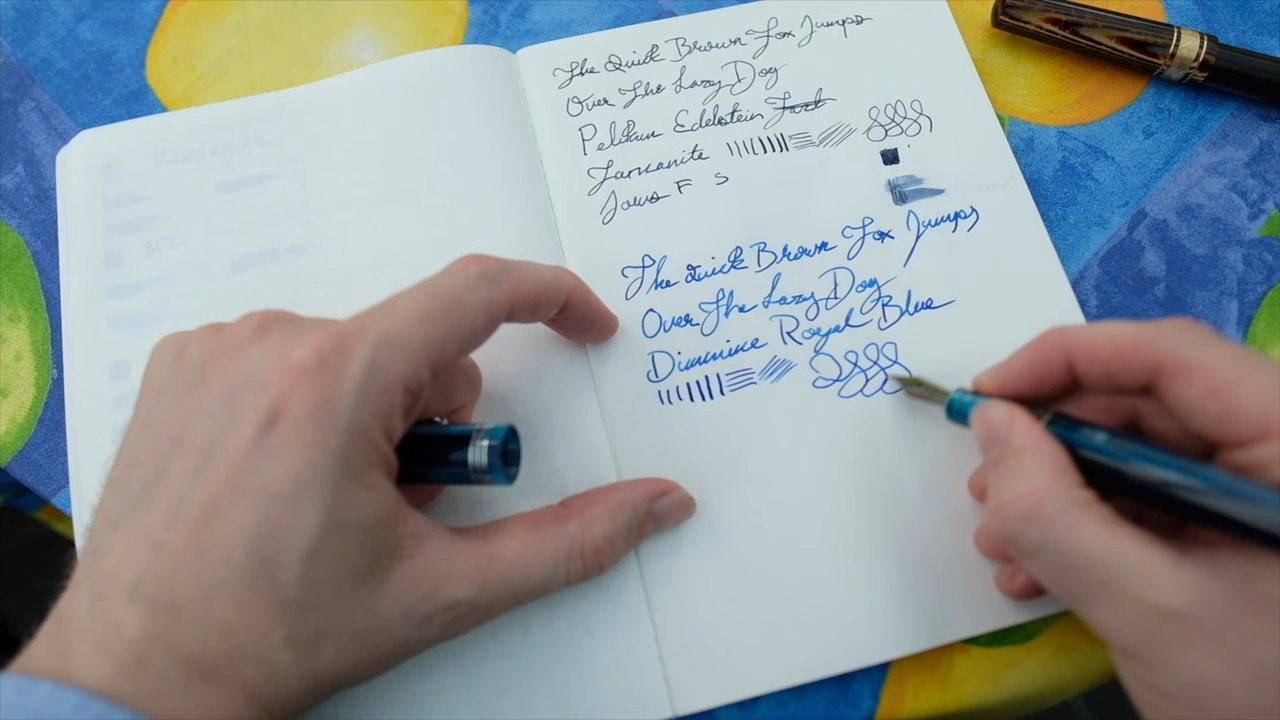 The Quick Brown Fox Jumps
Over The Lazy Dog
Pelikan Edelstein
Tanzanite
Jowo F S
The Quick Brown Fox Jumps
Over The Lazy Dog
Diamine Royal Blue